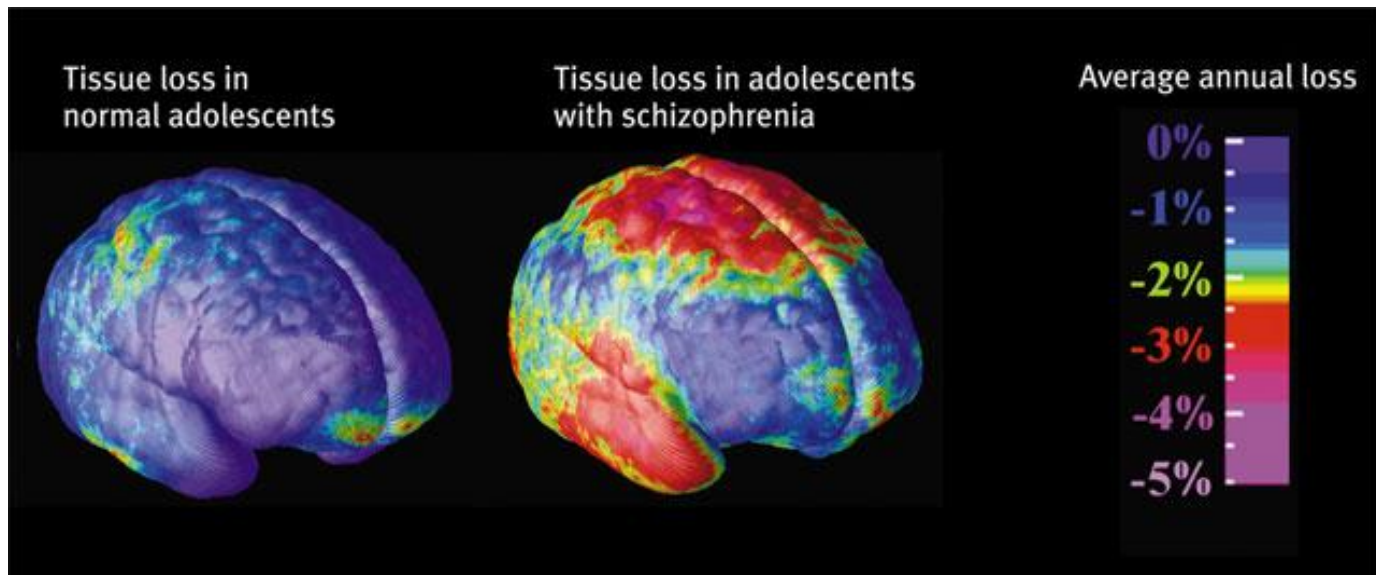 Tissue loss in
normal adolescents
Tissue loss in adolescents
with schizophrenia
Average annual loss
0%
-1%
-2%
-3%
-4%
-5%